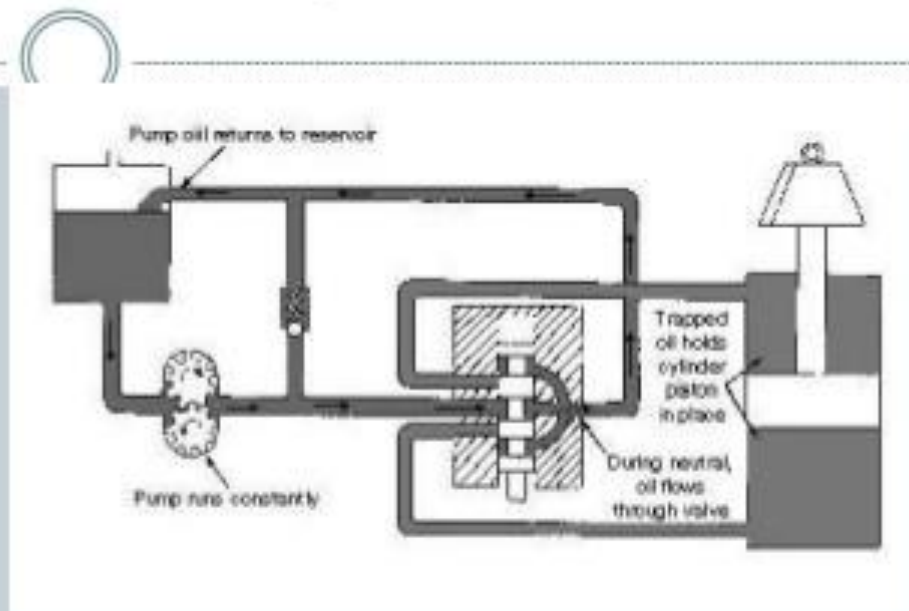 Pump oil returns to reservoir
Trapped
oil holds
cylinder
piston
in place
During neutral,
oil flows
through valve
Pump runs constantly